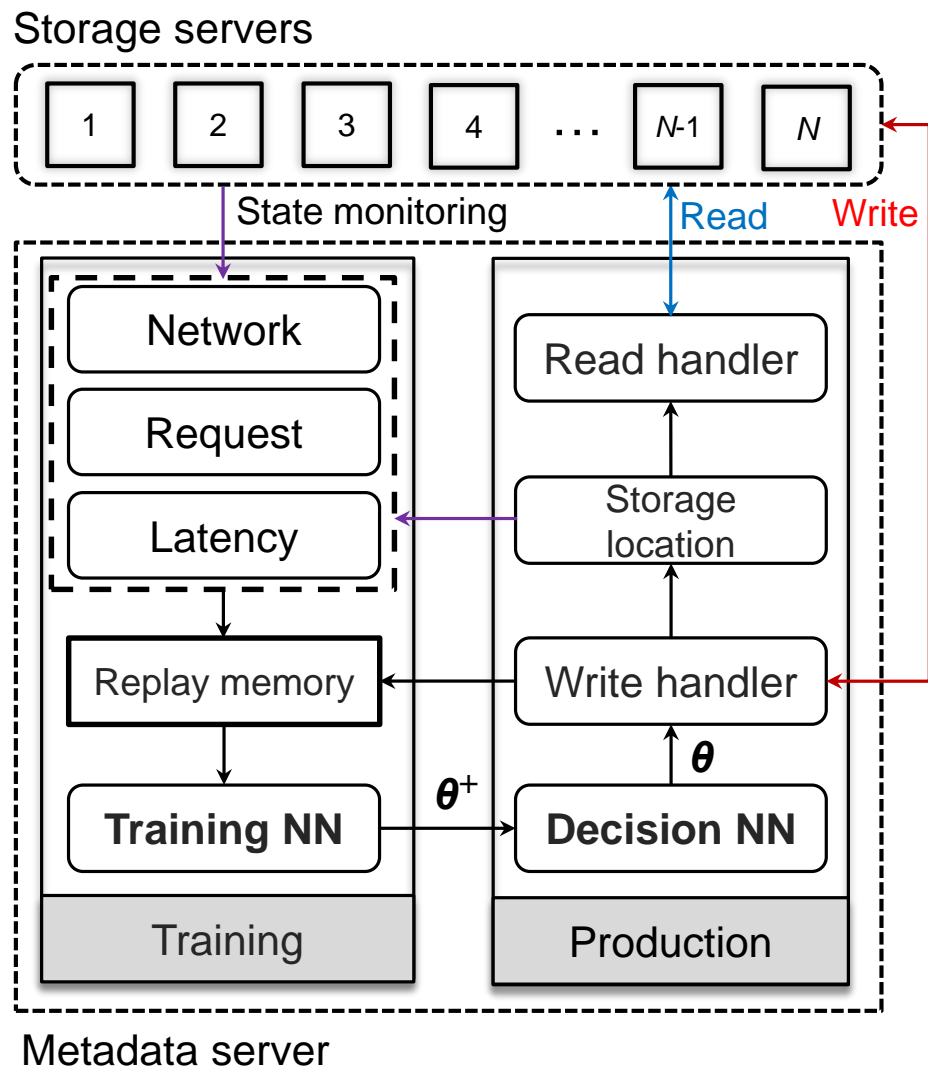 Storage servers
1 2 3 4 ... N-1 N
State monitoring
Read
Write
Network
Request
Latency
Replay memory
Training NN
Training
θ⁺
Read handler
Storage
location
Write handler
θ
Decision NN
Production
Metadata server